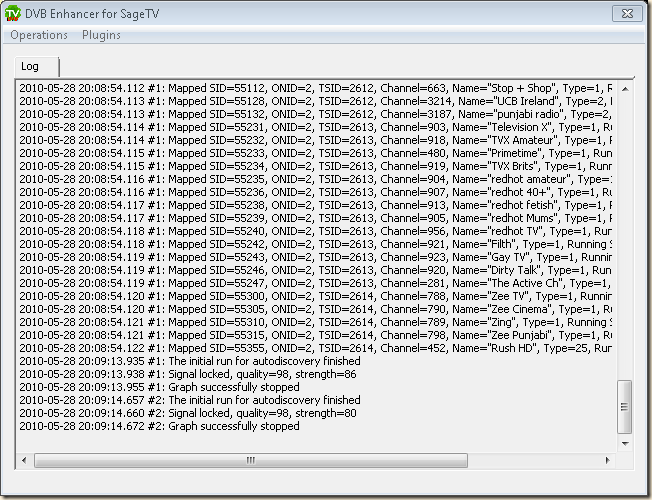 DVB Enhancer for SageTV
Operations Plugins
Log
2010-05-28 20:08:54.112 #1: Mapped SID=55112, ONID=2, TSID=2612, Channel=663, Name="Stop + Shop", Type=1, R
2010-05-28 20:08:54.113 #1: Mapped SID=55128, ONID=2, TSID=2612, Channel=3214, Name="UCB Ireland", Type=2,
2010-05-28 20:08:54.113 #1: Mapped SID=55132, ONID=2, TSID=2612, Channel=3187, Name="punjabi radio", Type=2,
2010-05-28 20:08:54.114 #1: Mapped SID=55231, ONID=2, TSID=2613, Channel=903, Name="Television X", Type=1, Ru
2010-05-28 20:08:54.114 #1: Mapped SID=55232, ONID=2, TSID=2613, Channel=918, Name="TVX Amateur", Type=1,
2010-05-28 20:08:54.115 #1: Mapped SID=55233, ONID=2, TSID=2613, Channel=480, Name="Primetime", Type=1, Run
2010-05-28 20:08:54.115 #1: Mapped SID=55234, ONID=2, TSID=2613, Channel=919, Name="TVX Brits", Type=1, Runn
2010-05-28 20:08:54.116 #1: Mapped SID=55235, ONID=2, TSID=2613, Channel=904, Name="redhot amateur", Type=
2010-05-28 20:08:54.116 #1: Mapped SID=55236, ONID=2, TSID=2613, Channel=907, Name="redhot 40+", Type=1, R
2010-05-28 20:08:54.117 #1: Mapped SID=55238, ONID=2, TSID=2613, Channel=913, Name="redhot fetish", Type=1, R
2010-05-28 20:08:54.117 #1: Mapped SID=55239, ONID=2, TSID=2613, Channel=905, Name="redhot Mums", Type=1,
2010-05-28 20:08:54.118 #1: Mapped SID=55240, ONID=2, TSID=2613, Channel=956, Name="redhot TV", Type=1, Ru
2010-05-28 20:08:54.118 #1: Mapped SID=55242, ONID=2, TSID=2613, Channel=921, Name="Filth", Type=1, Running S
2010-05-28 20:08:54.119 #1: Mapped SID=55243, ONID=2, TSID=2613, Channel=923, Name="Gay TV", Type=1, Runnin
2010-05-28 20:08:54.119 #1: Mapped SID=55246, ONID=2, TSID=2613, Channel=920, Name="Dirty Talk", Type=1, Runn
2010-05-28 20:08:54.119 #1: Mapped SID=55247, ONID=2, TSID=2613, Channel=281, Name="The Active Ch", Type=1,
2010-05-28 20:08:54.120 #1: Mapped SID=55300, ONID=2, TSID=2614, Channel=788, Name="Zee TV", Type=1, Running
2010-05-28 20:08:54.120 #1: Mapped SID=55305, ONID=2, TSID=2614, Channel=790, Name="Zee Cinema", Type=1, Ru
2010-05-28 20:08:54.121 #1: Mapped SID=55310, ONID=2, TSID=2614, Channel=789, Name="Zing", Type=1, Running S
2010-05-28 20:08:54.121 #1: Mapped SID=55315, ONID=2, TSID=2614, Channel=798, Name="Zee Punjabi", Type=1, Ru
2010-05-28 20:08:54.122 #1: Mapped SID=55355, ONID=2, TSID=2614, Channel=452, Name="Rush HD", Type=25, Run
2010-05-28 20:09:13.935 #1: The initial run for autodiscovery finished
2010-05-28 20:09:13.938 #1: Signal locked, quality=98, strength=86
2010-05-28 20:09:13.955 #1: Graph successfully stopped
2010-05-28 20:09:14.657 #2: The initial run for autodiscovery finished
2010-05-28 20:09:14.660 #2: Signal locked, quality=98, strength=80
2010-05-28 20:09:14.672 #2: Graph successfully stopped